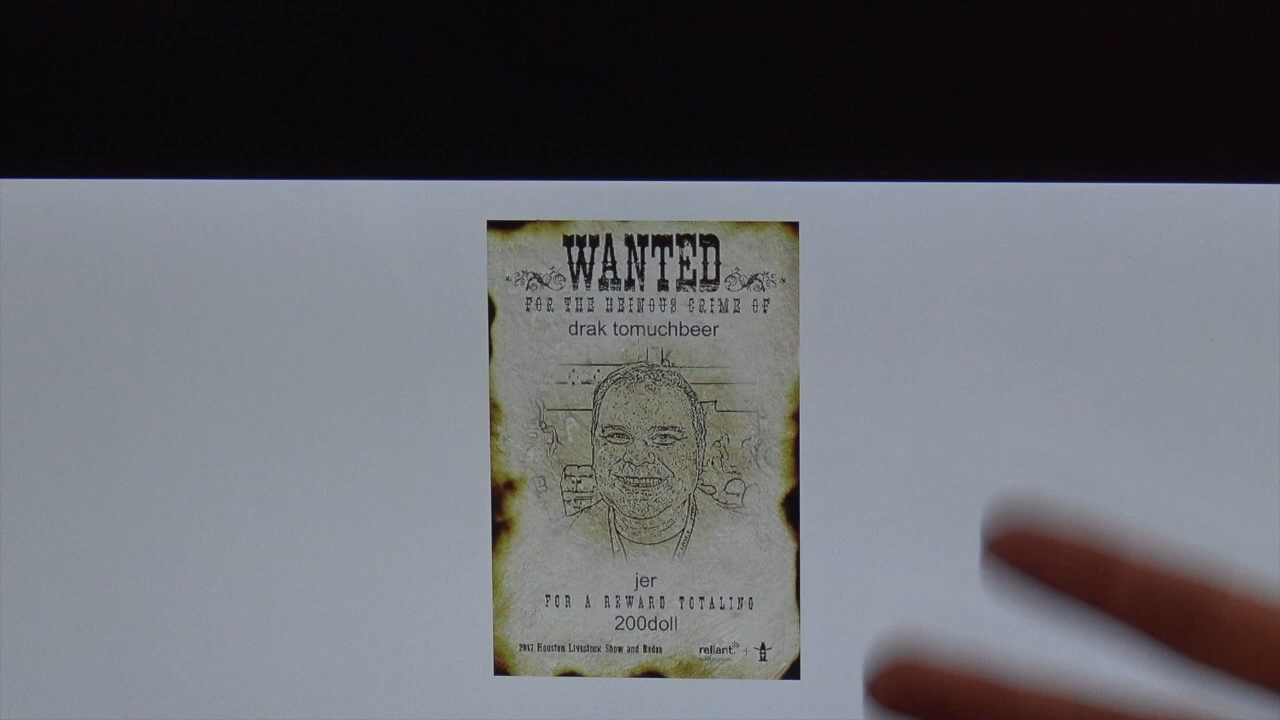 WANTED
FOR THE HEINOUS CRIME OF
drak tomuchbeer
jer
FOR A REWARD TOTALING
200doll
2017 Houston Livestock Show and Rodeo
reliant